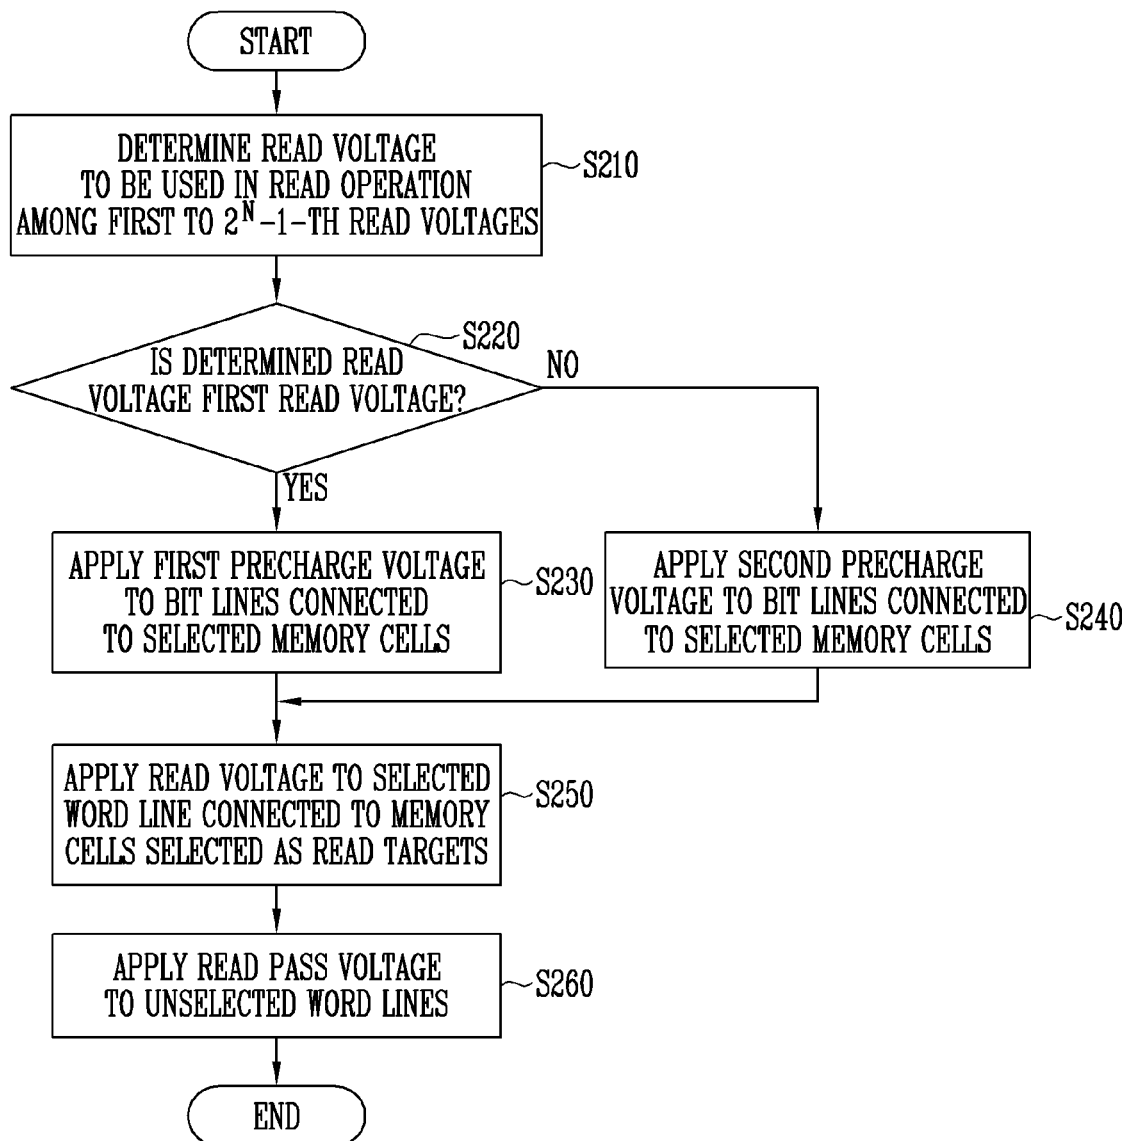 START
DETERMINE READ VOLTAGE
TO BE USED IN READ OPERATION
AMONG FIRST TO 2^N-1-TH READ VOLTAGES
S210
S220
IS DETERMINED READ
VOLTAGE FIRST READ VOLTAGE?
NO
YES
APPLY FIRST PRECHARGE VOLTAGE
TO BIT LINES CONNECTED
TO SELECTED MEMORY CELLS
S230
APPLY SECOND PRECHARGE
VOLTAGE TO BIT LINES CONNECTED
TO SELECTED MEMORY CELLS
S240
APPLY READ VOLTAGE TO SELECTED
WORD LINE CONNECTED TO MEMORY
CELLS SELECTED AS READ TARGETS
S250
APPLY READ PASS VOLTAGE
TO UNSELECTED WORD LINES
S260
END